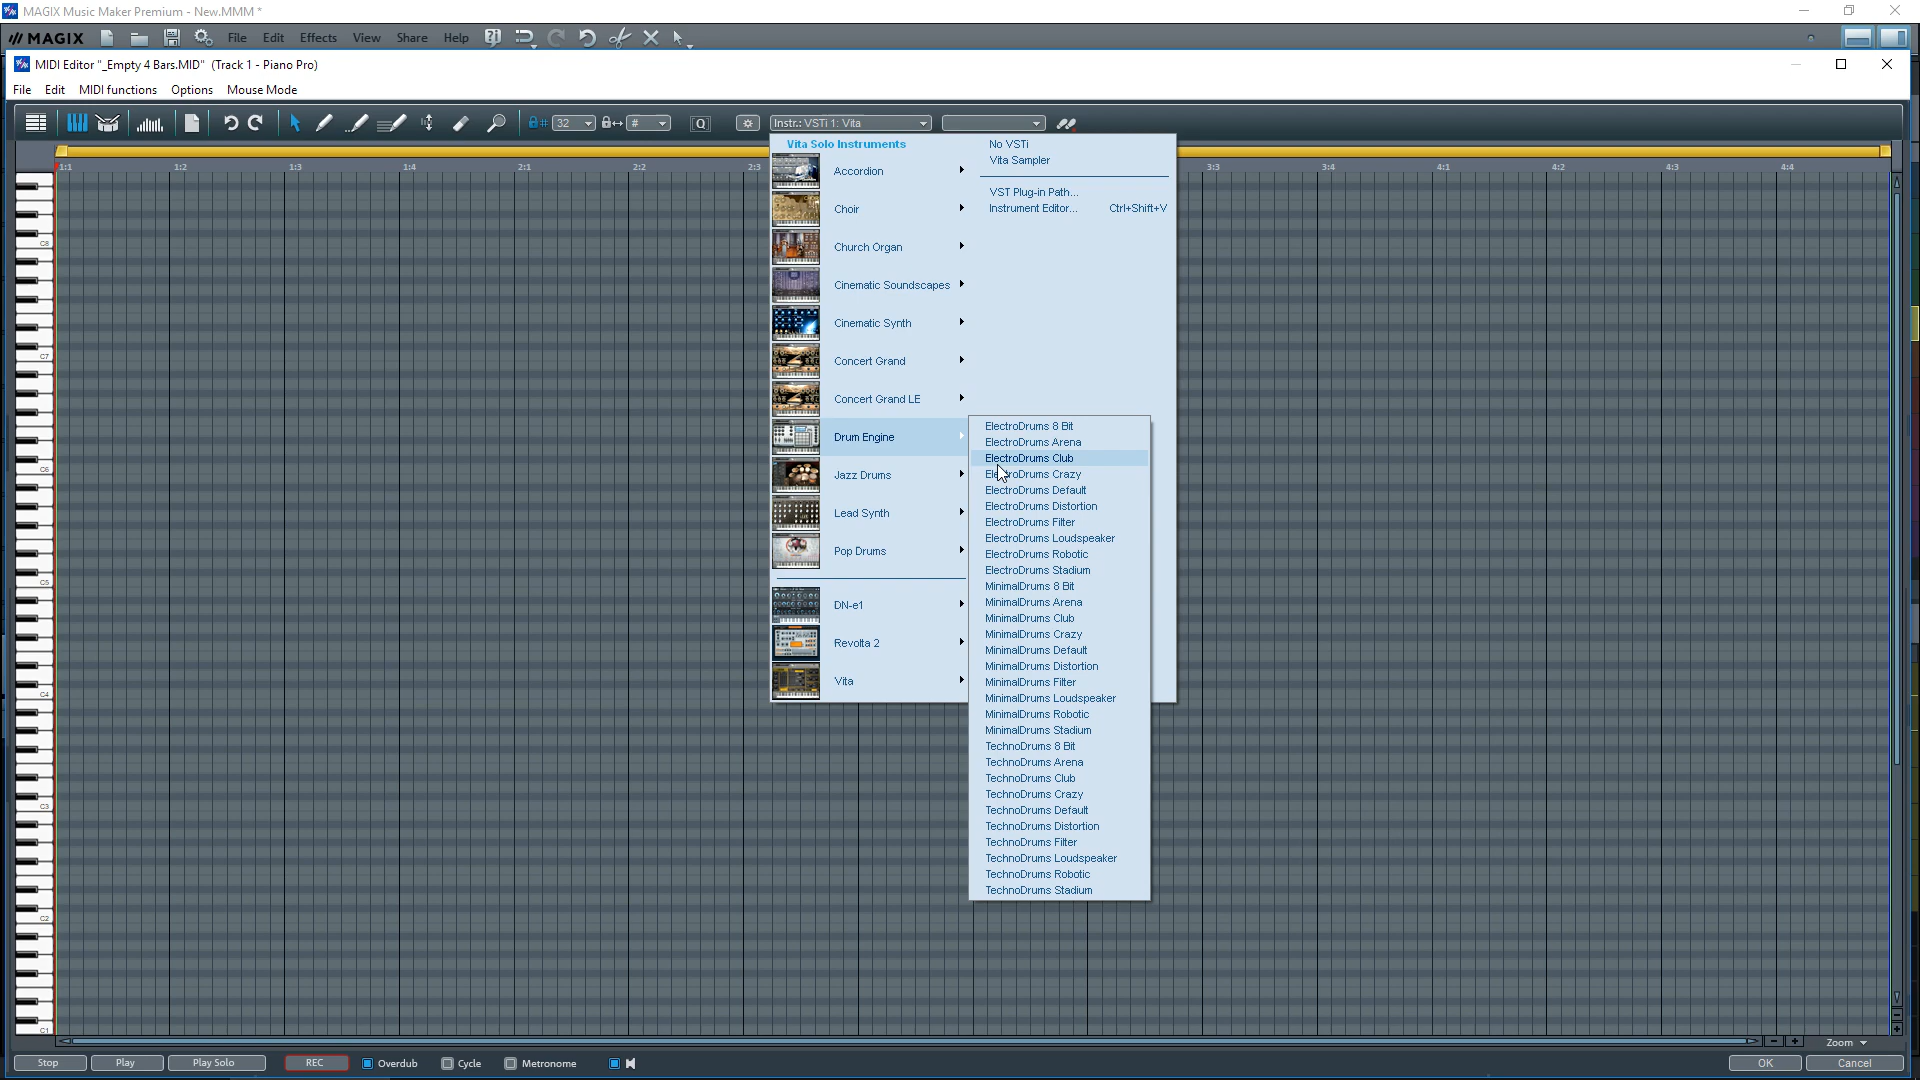 MAGIX Music Maker Premium - New.MMM *
MAGIX File Edit Effects View Share Help
MIDI Editor "_Empty 4 Bars.MID" (Track 1 - Piano Pro)
File Edit MIDI functions Options Mouse Mode
32 # Q Instr.: VSTi 1: Vita
1:1 1:2 1:3 1:4 2:1 2:2 2:3 3:3 3:4 4:1 4:2 4:3 4:4
Vita Solo Instruments
Accordion
Choir
Church Organ
Cinematic Soundscapes
Cinematic Synth
Concert Grand
Concert Grand LE
Drum Engine
Jazz Drums
Lead Synth
Pop Drums
DN-e1
Revolta 2
Vita
No VSTi
Vita Sampler
VST Plug-in Path...
Instrument Editor... Ctrl+Shift+V
ElectroDrums 8 Bit
ElectroDrums Arena
ElectroDrums Club
ElectroDrums Crazy
ElectroDrums Default
ElectroDrums Distortion
ElectroDrums Filter
ElectroDrums Loudspeaker
ElectroDrums Robotic
ElectroDrums Stadium
MinimalDrums 8 Bit
MinimalDrums Arena
MinimalDrums Club
MinimalDrums Crazy
MinimalDrums Default
MinimalDrums Distortion
MinimalDrums Filter
MinimalDrums Loudspeaker
MinimalDrums Robotic
MinimalDrums Stadium
TechnoDrums 8 Bit
TechnoDrums Arena
TechnoDrums Club
TechnoDrums Crazy
TechnoDrums Default
TechnoDrums Distortion
TechnoDrums Filter
TechnoDrums Loudspeaker
TechnoDrums Robotic
TechnoDrums Stadium
C8
C7
C6
C5
C4
C3
C2
C1
Zoom
Stop Play Play Solo REC Overdub Cycle Metronome OK Cancel